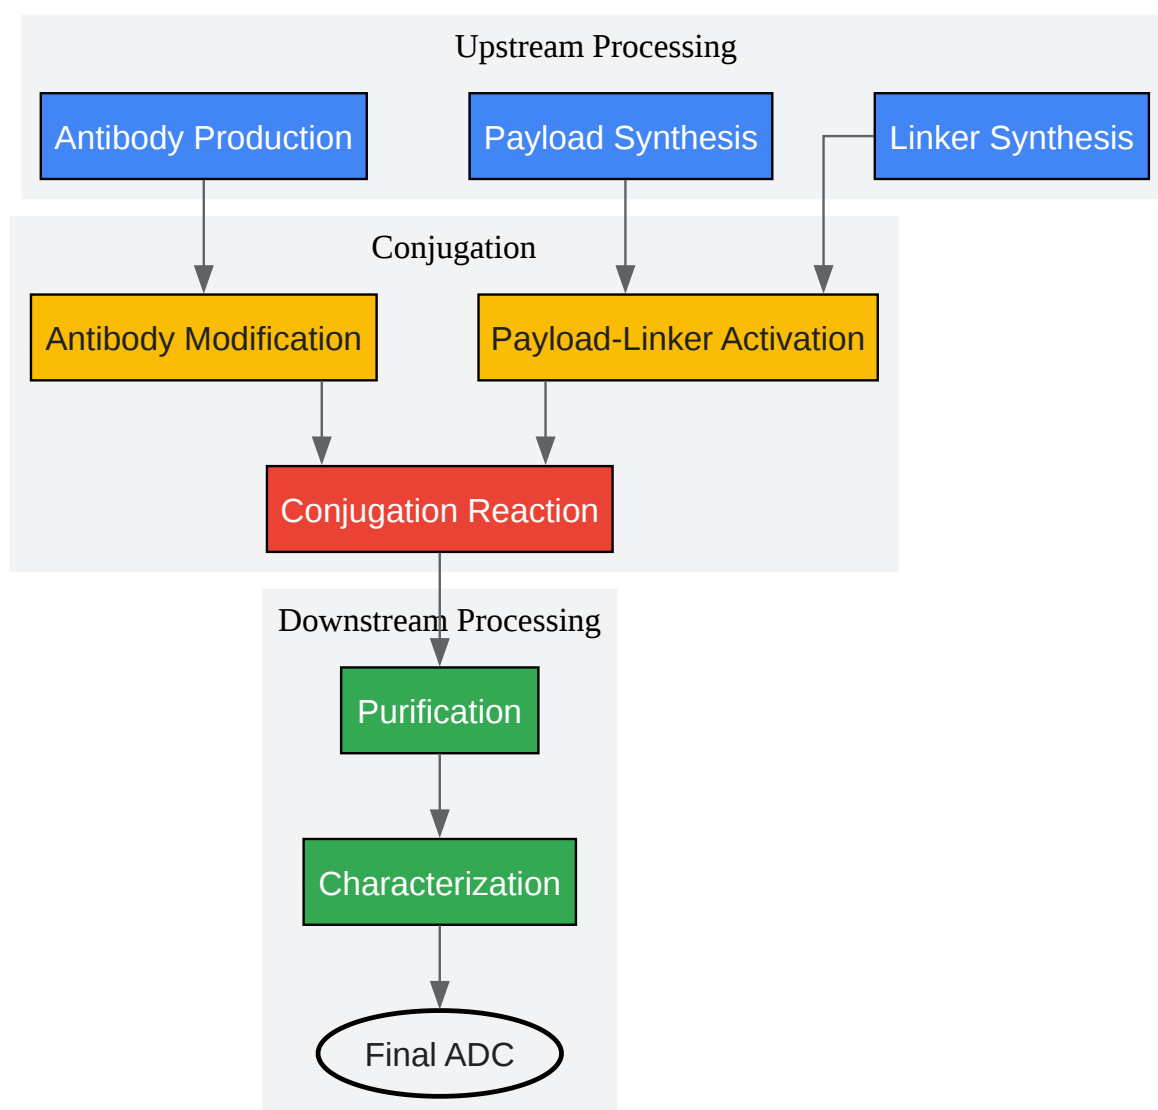 Upstream Processing
Antibody Production
Payload Synthesis
Linker Synthesis
Conjugation
Antibody Modification
Payload-Linker Activation
Conjugation Reaction
Downstream Processing
Purification
Characterization
Final ADC